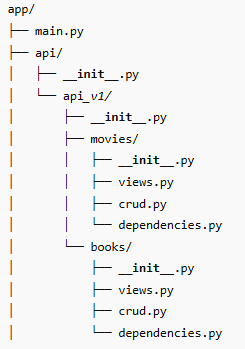 app/
├── main.py
├── api/
│   ├── __init__.py
│   └── api_v1/
│       ├── __init__.py
│       ├── movies/
│       │   ├── __init__.py
│       │   ├── views.py
│       │   ├── crud.py
│       │   └── dependencies.py
│       └── books/
│           ├── __init__.py
│           ├── views.py
│           ├── crud.py
│           └── dependencies.py